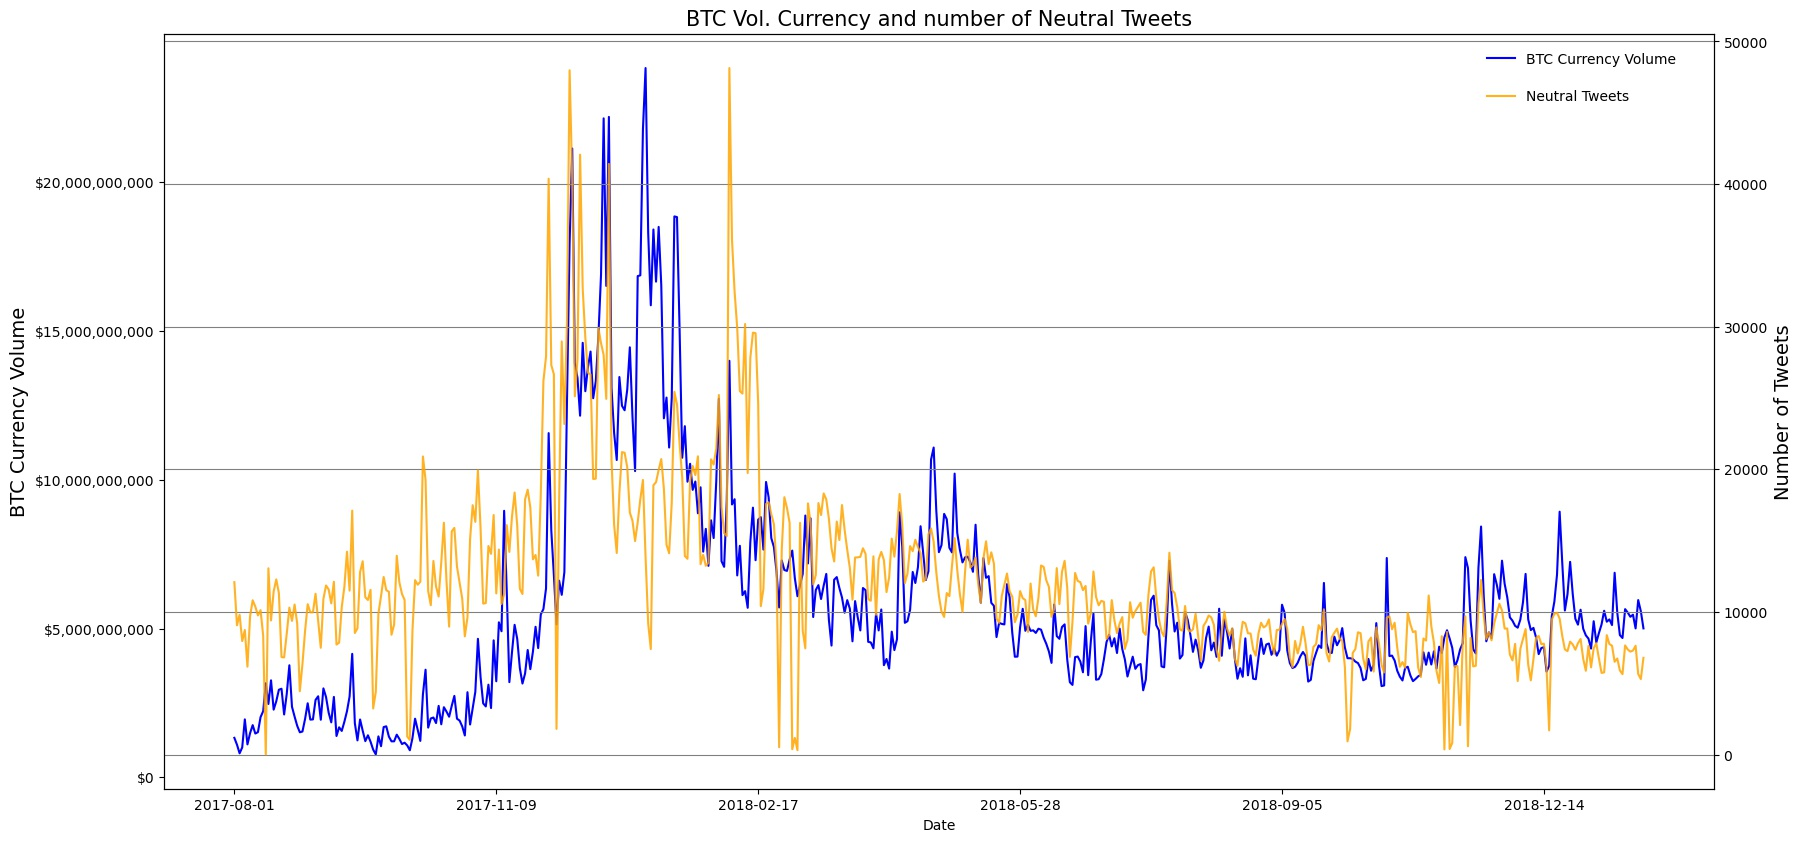 BTC Vol. Currency and number of Neutral Tweets
BTC Currency Volume
Neutral Tweets
BTC Currency Volume
$20,000,000,000
$15,000,000,000
$10,000,000,000
$5,000,000,000
$0
50000
40000
30000
20000
10000
0
Number of Tweets
2017-08-01
2017-11-09
2018-02-17
2018-05-28
2018-09-05
2018-12-14
Date